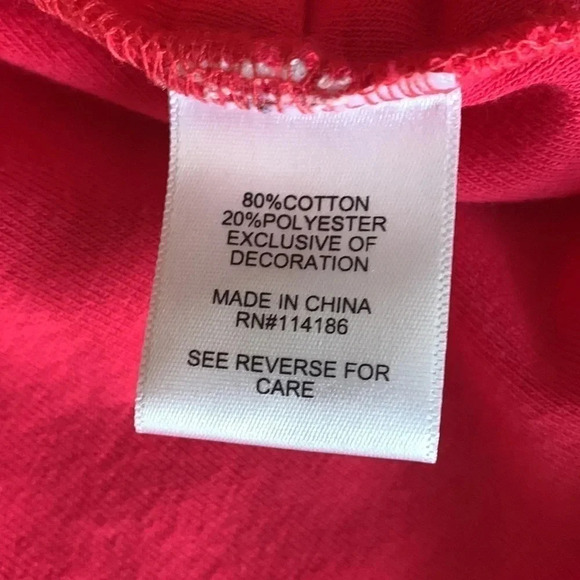 80%COTTON
20%POLYESTER
EXCLUSIVE OF
DECORATION
MADE IN CHINA
RN#114186
SEE REVERSE FOR
CARE